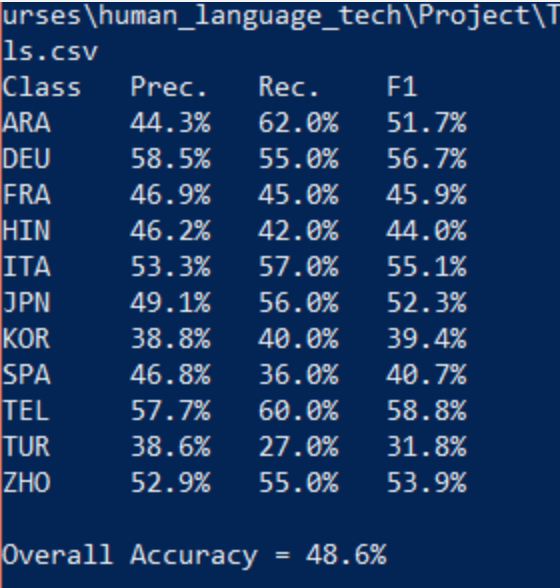 urses\human_language_tech\Project\T
ls.csv
Class Prec. Rec. F1
ARA 44.3% 62.0% 51.7%
DEU 58.5% 55.0% 56.7%
FRA 46.9% 45.0% 45.9%
HIN 46.2% 42.0% 44.0%
ITA 53.3% 57.0% 55.1%
JPN 49.1% 56.0% 52.3%
KOR 38.8% 40.0% 39.4%
SPA 46.8% 36.0% 40.7%
TEL 57.7% 60.0% 58.8%
TUR 38.6% 27.0% 31.8%
ZHO 52.9% 55.0% 53.9%
Overall Accuracy = 48.6%